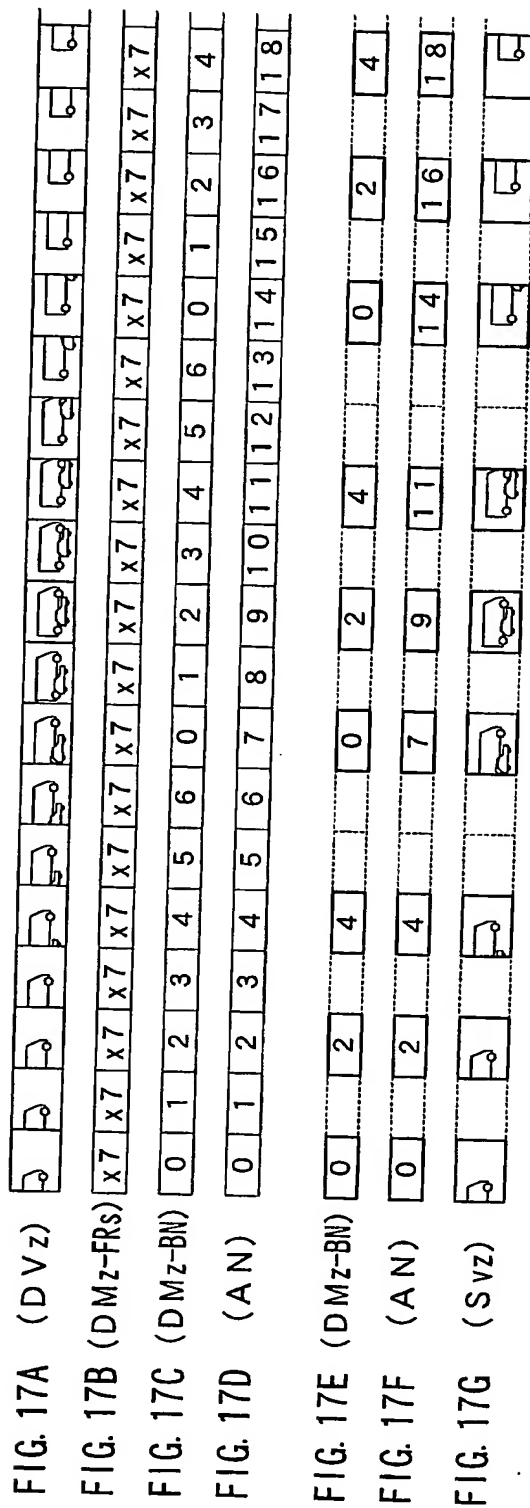 FIG. 17A (DVz)
FIG. 17B (DMz-FRs) x7 x7 x7 x7 x7 x7 x7 x7 x7 x7 x7 x7 x7 x7 x7 x7 x7 x7 x7
FIG. 17C (DMz-BN) 0 1 2 3 4 5 6 0 1 2 3 4 5 6 0 1 2 3 4
FIG. 17D (AN) 0 1 2 3 4 5 6 7 8 9 10 11 12 13 14 15 16 17 18
FIG. 17E (DMz-BN) 0 2 4 0 2 4 0 2 4
FIG. 17F (AN) 0 2 4 7 9 11 14 16 18
FIG. 17G (Svz)